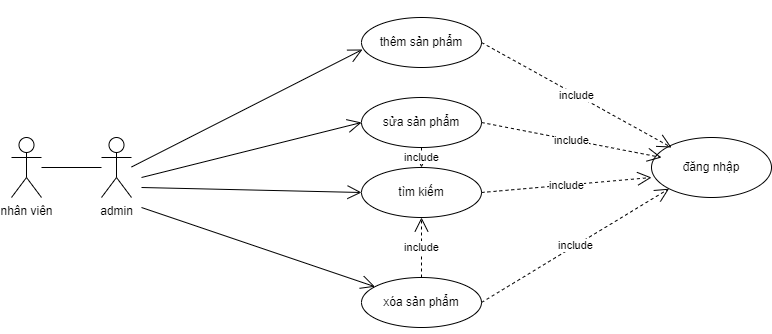 thêm sản phẩm
include
sửa sản phẩm
include
include
đăng nhập
tìm kiếm
include
nhân viên
admin
include
include
xóa sản phẩm